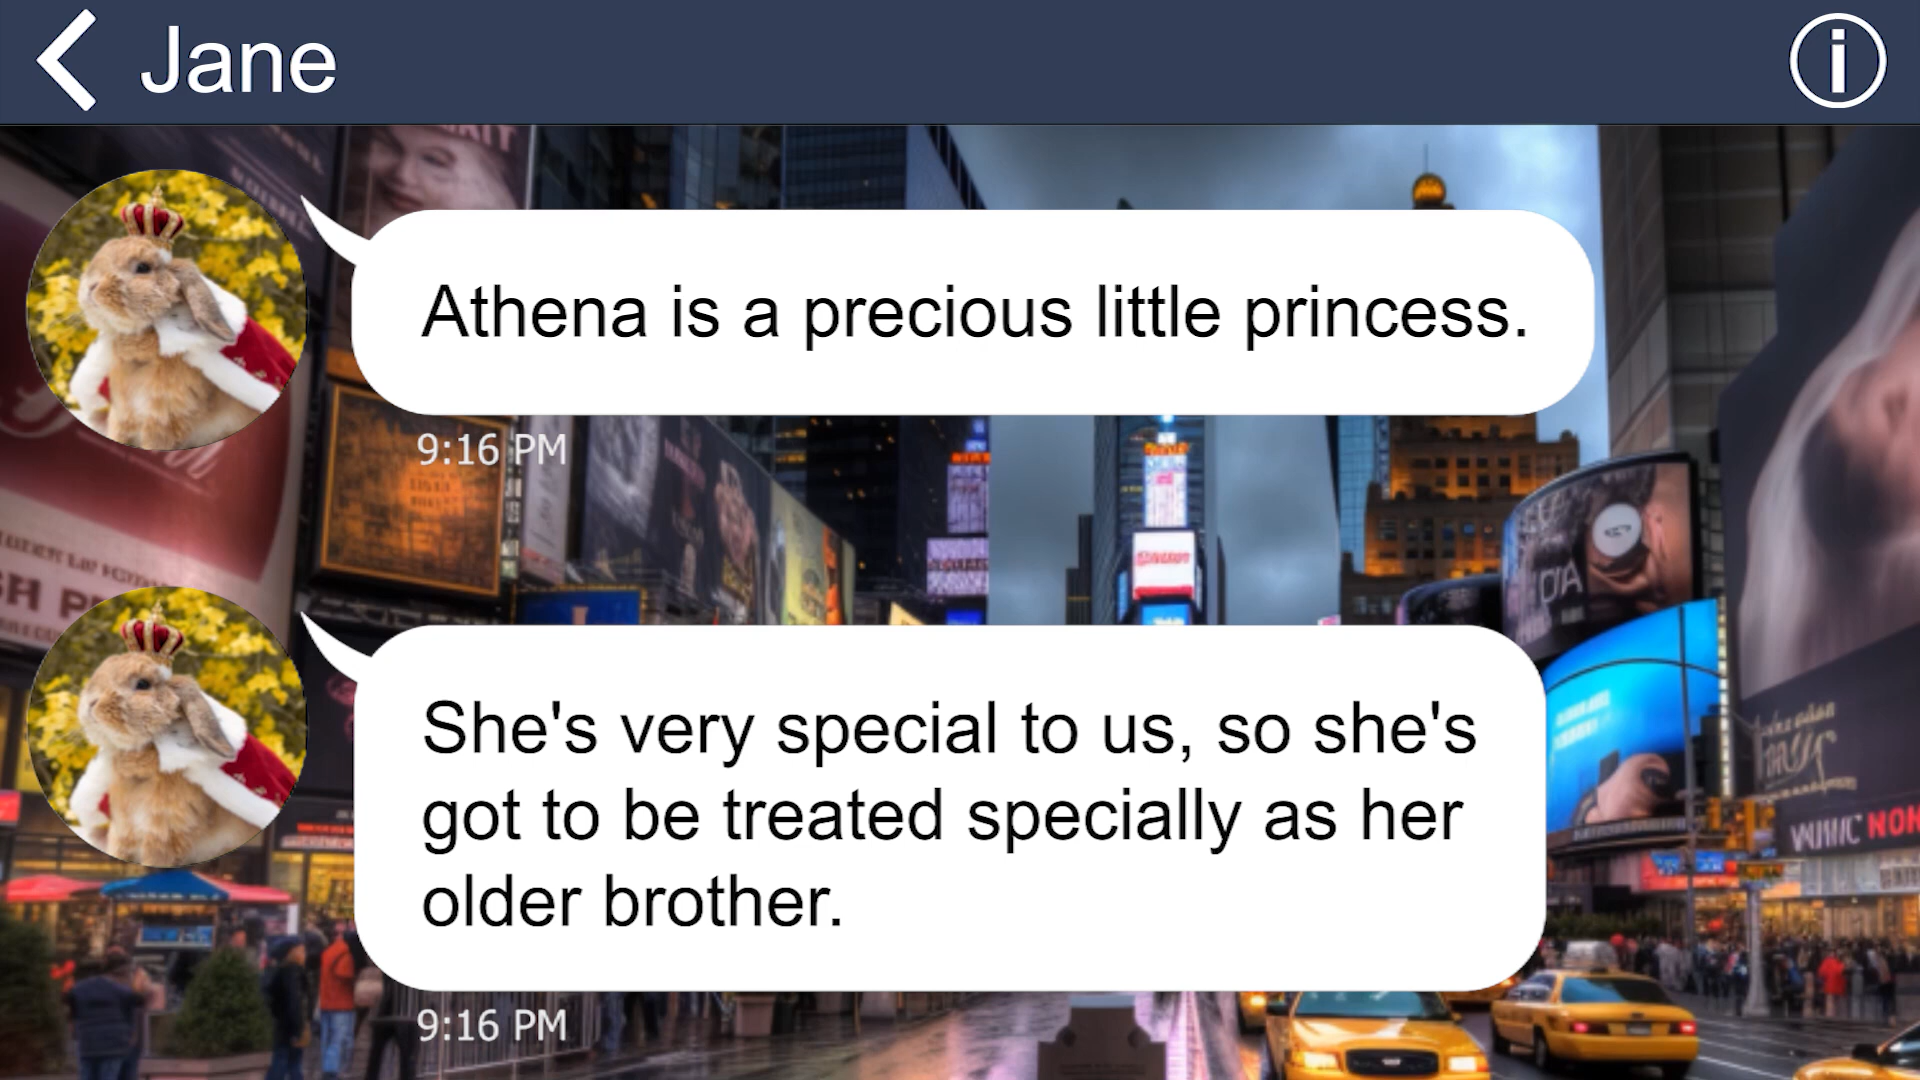 Jane
Athena is a precious little princess.
9:16 PM
She's very special to us, so she's
got to be treated specially as her
older brother.
9:16 PM